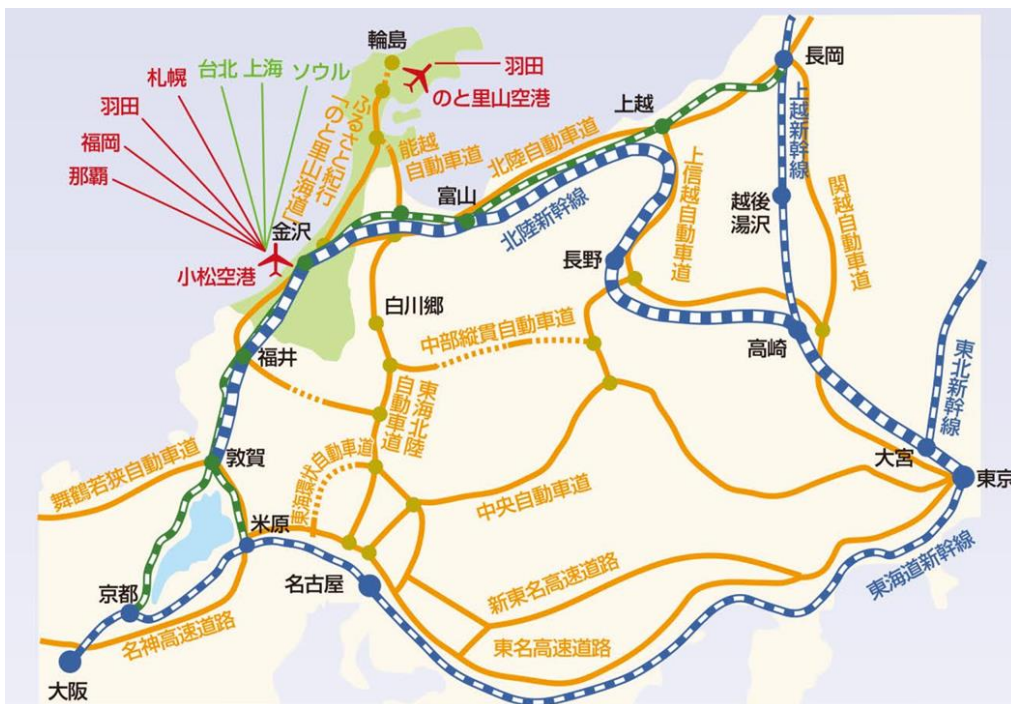 輪島
羽田
のと里山空港
台北
上海
ソウル
札幌
羽田
福岡
那覇
ふるさと紀行
「のと里山海道」
能越
自動車道
上越
長岡
上越新幹線
北陸自動車道
上信越自動車道
関越自動車道
越後
湯沢
富山
北陸新幹線
金沢
小松空港
長野
白川郷
中部縦貫自動車道
高崎
福井
東海北陸
自動車道
東北新幹線
舞鶴若狭自動車道
敦賀
東海環状自動車道
大宮
東京
中央自動車道
米原
名古屋
新東名高速道路
東海道新幹線
京都
名神高速道路
東名高速道路
大阪